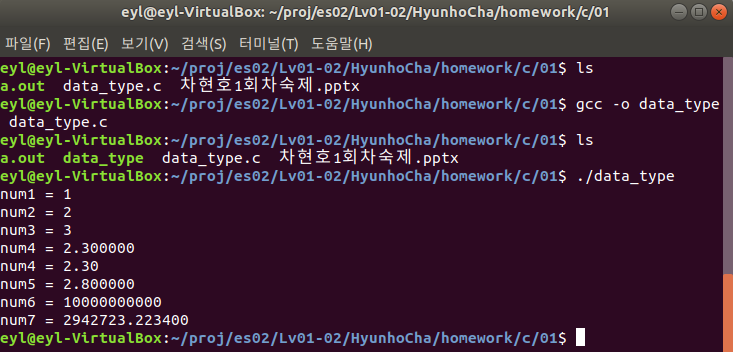 eyl@eyl-VirtualBox: ~/proj/es02/Lv01-02/HyunhoCha/homework/c/01
파일(F) 편집(E) 보기(V) 검색(S) 터미널(T) 도움말(H)
eyl@eyl-VirtualBox:~/proj/es02/Lv01-02/HyunhoCha/homework/c/01$ ls
a.out data_type.c 차현호1회차숙제.pptx
eyl@eyl-VirtualBox:~/proj/es02/Lv01-02/HyunhoCha/homework/c/01$ gcc -o data_type
data_type.c
eyl@eyl-VirtualBox:~/proj/es02/Lv01-02/HyunhoCha/homework/c/01$ ls
a.out data_type data_type.c 차현호1회차숙제.pptx
eyl@eyl-VirtualBox:~/proj/es02/Lv01-02/HyunhoCha/homework/c/01$ ./data_type
num1 = 1
num2 = 2
num3 = 3
num4 = 2.300000
num4 = 2.30
num5 = 2.800000
num6 = 10000000000
num7 = 2942723.223400
eyl@eyl-VirtualBox:~/proj/es02/Lv01-02/HyunhoCha/homework/c/01$